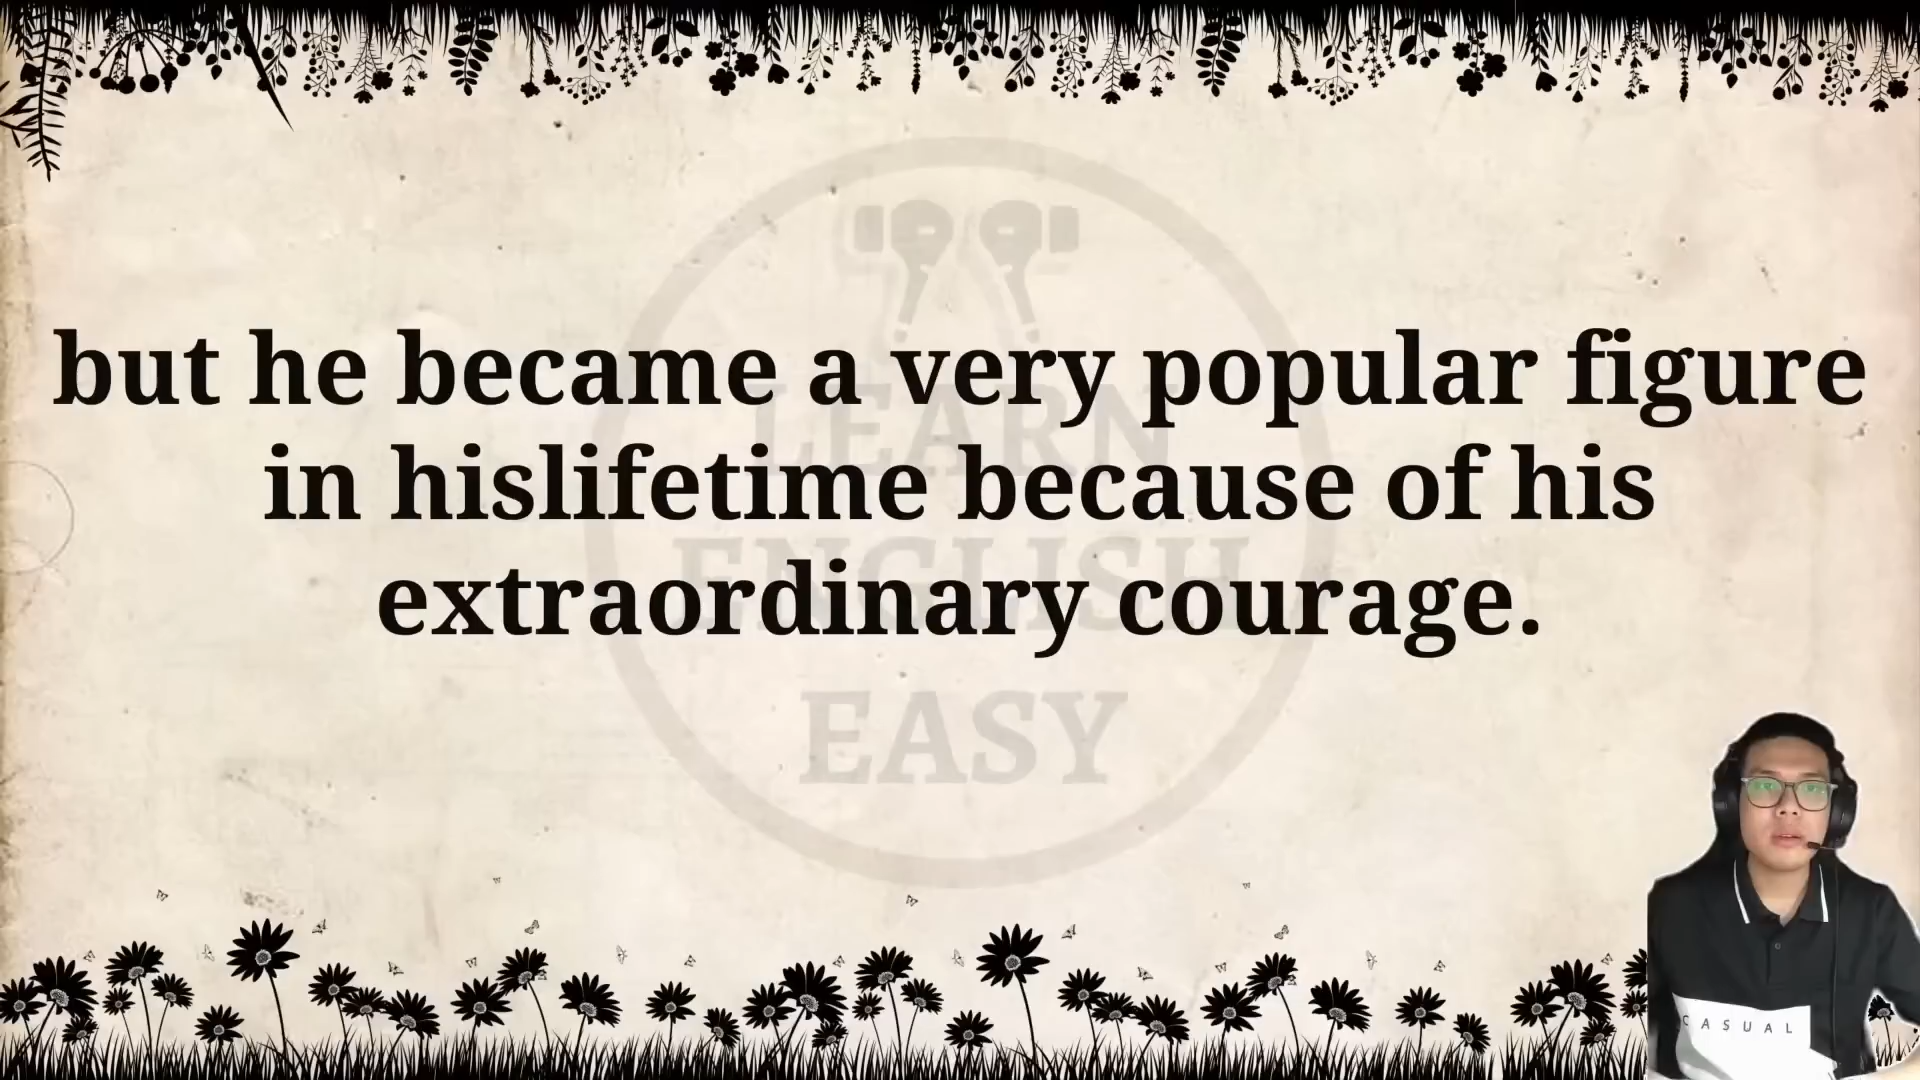 but he became a very popular figure
in hislifetime because of his
extraordinary courage.
LEARN
ENGLISH
EASY
CASUAL